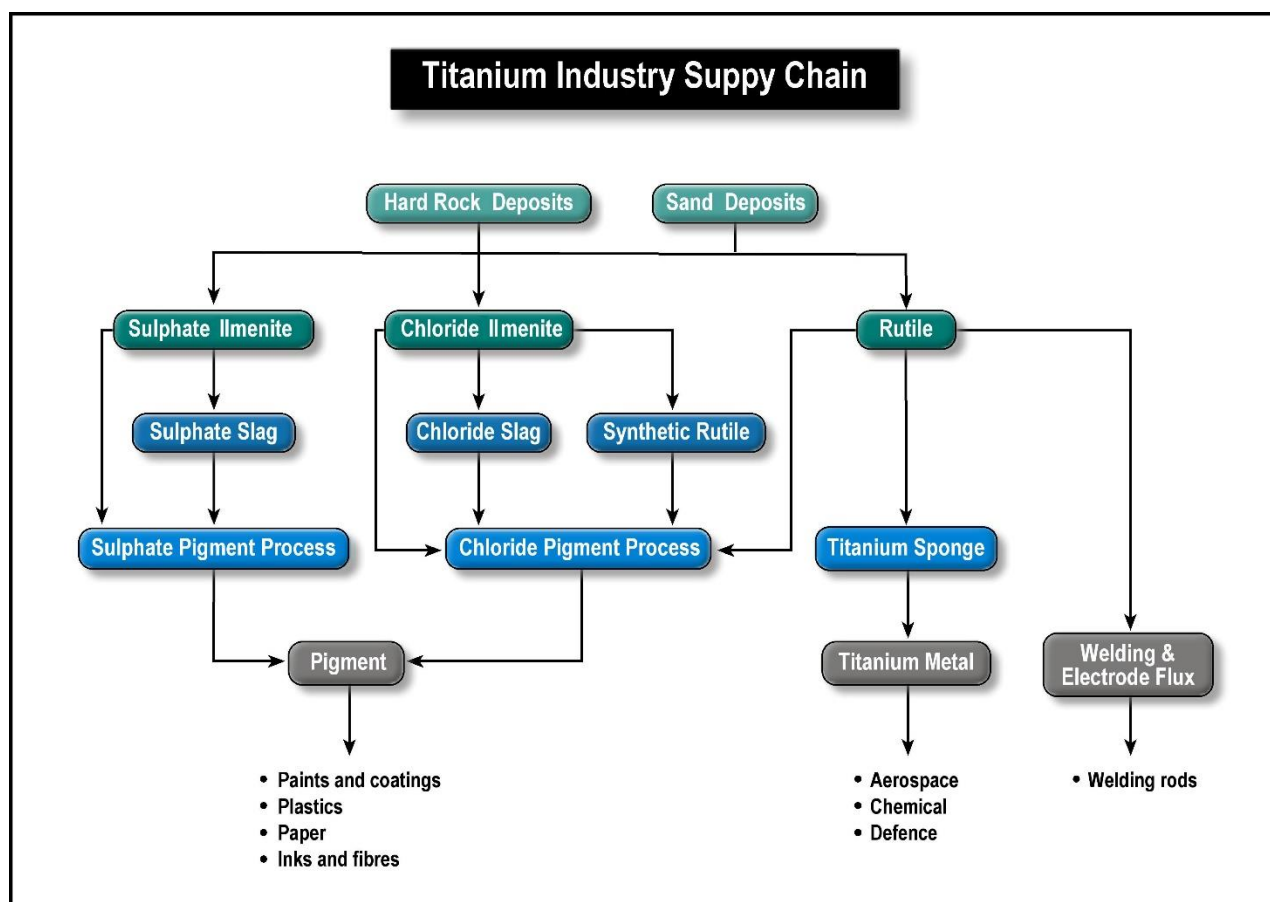 Titanium Industry Suppy Chain
Hard Rock Deposits
Sand Deposits
Sulphate Ilmenite
Chloride Ilmenite
Rutile
Sulphate Slag
Chloride Slag
Synthetic Rutile
Sulphate Pigment Process
Chloride Pigment Process
Titanium Sponge
Pigment
Titanium Metal
Welding &
Electrode Flux
• Paints and coatings
• Plastics
• Paper
• Inks and fibres
• Aerospace
• Chemical
• Defence
• Welding rods